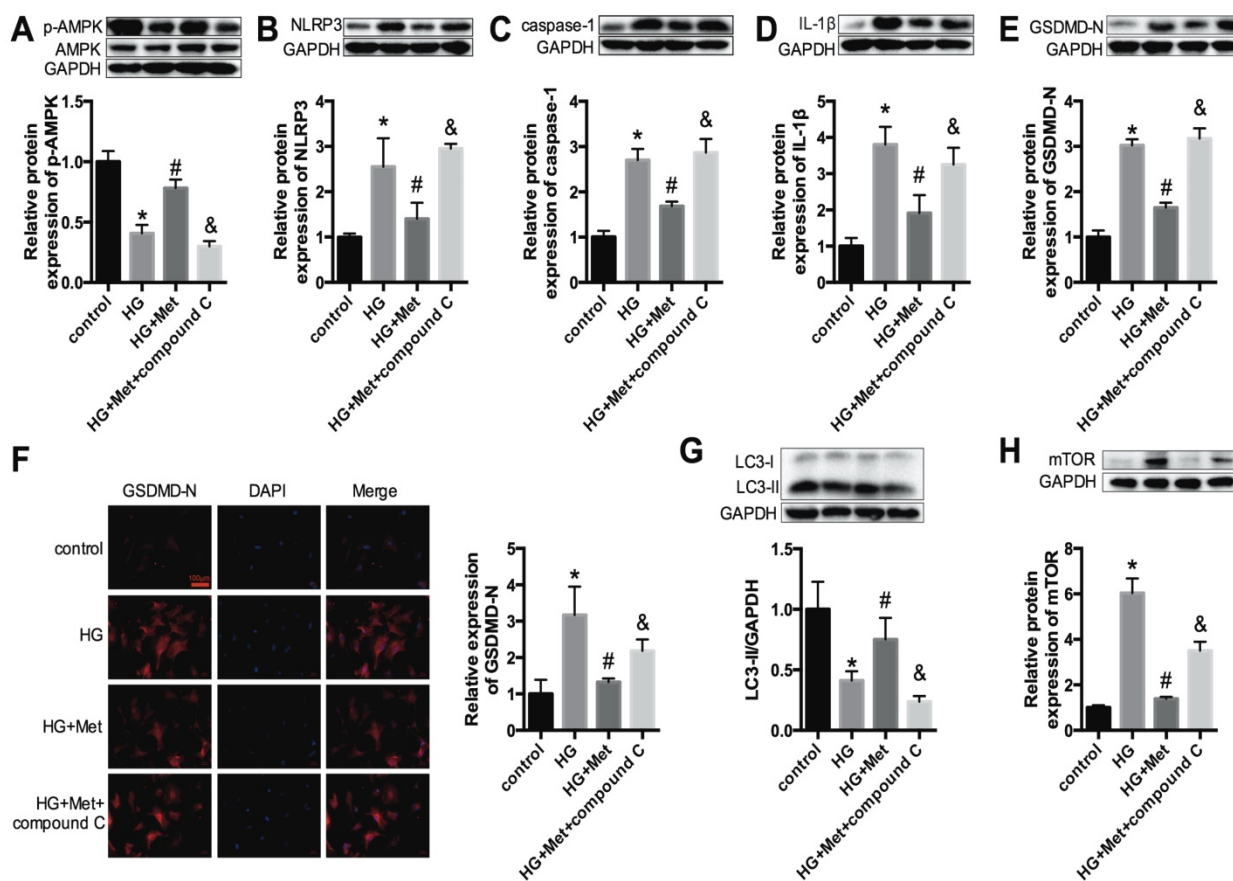 A
p-AMPK
AMPK
GAPDH
Relative protein
expression of p-AMPK
1.5
1.0
0.5
0.0
*
#
&
control
HG
HG+Met
HG+Met+compound C
B
NLRP3
GAPDH
Relative protein
expression of NLRP3
4
3
2
1
0
*
#
&
control
HG
HG+Met
HG+Met+compound C
C
caspase-1
GAPDH
Relative protein
expression of caspase-1
4
3
2
1
0
*
#
&
control
HG
HG+Met
HG+Met+compound C
D
IL-1β
GAPDH
Relative protein
expression of IL-1β
5
4
3
2
1
0
*
#
&
control
HG
HG+Met
HG+Met+compound C
E
GSDMD-N
GAPDH
Relative protein
expression of GSDMD-N
4
3
2
1
0
*
#
&
control
HG
HG+Met
HG+Met+compound C
F
GSDMD-N
DAPI
Merge
control
100μm
HG
HG+Met
HG+Met+
compound C
Relative expression
of GSDMD-N
5
4
3
2
1
0
*
#
&
control
HG
HG+Met
HG+Met+compound C
G
LC3-I
LC3-II
GAPDH
LC3-II/GAPDH
1.5
1.0
0.5
0.0
*
#
&
control
HG
HG+Met
HG+Met+compound C
H
mTOR
GAPDH
Relative protein
expression of mTOR
8
6
4
2
0
*
#
&
control
HG
HG+Met
HG+Met+compound C